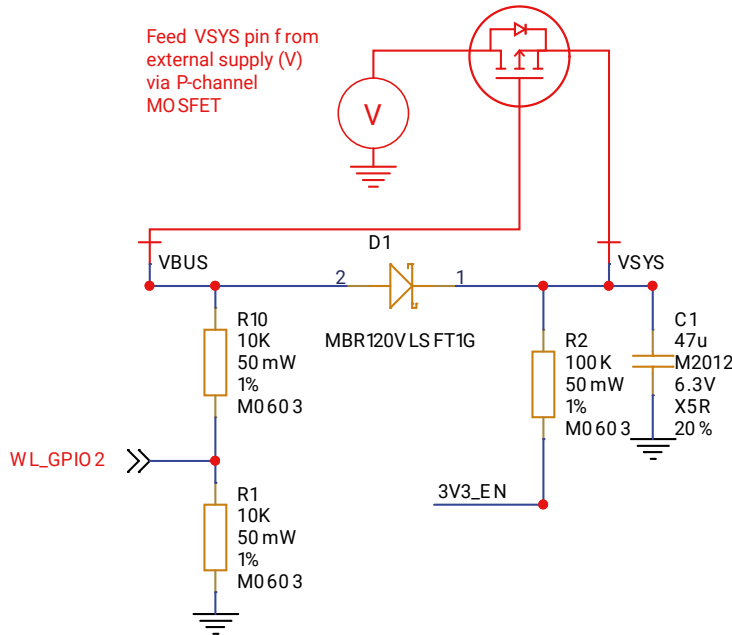 Feed VSYS pin from
external supply (V)
via P-channel
MOSFET
V
D1
VBUS
VSYS
2
1
MBR120VLSFT1G
R10
10K
50mW
1%
M0603
R2
100K
50mW
1%
M0603
C1
47u
M2012
6.3V
X5R
20%
WL_GPIO2
3V3_EN
R1
10K
50mW
1%
M0603